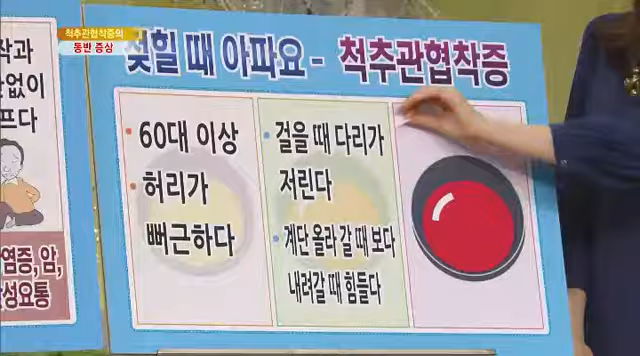 척추관협착증의
동반 증상
젖힐 때 아파요 - 척추관협착증
없이
프다
염증, 암,
성요통
• 60대 이상
• 허리가
뻐근하다
• 걸을 때 다리가
저린다
• 계단 올라 갈 때 보다
내려갈 때 힘들다